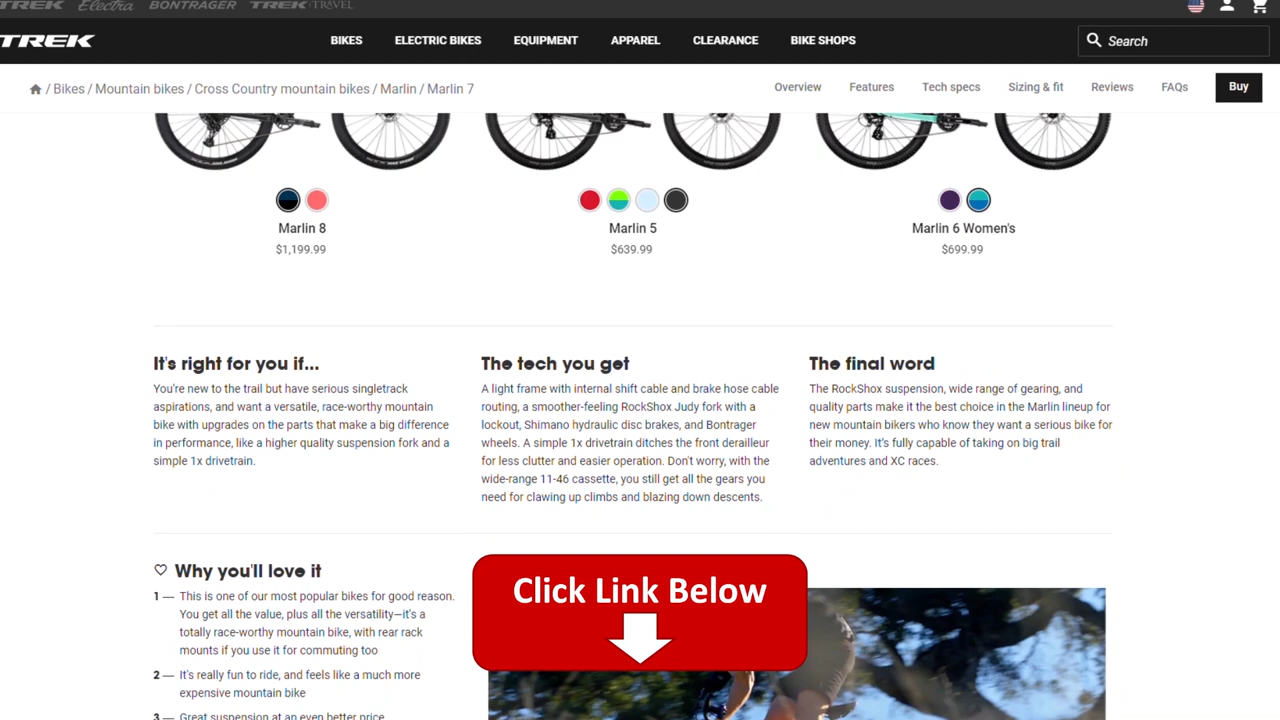 TREK Electra BONTRAGER TREK TRAVEL
TREK
BIKES ELECTRIC BIKES EQUIPMENT APPAREL CLEARANCE BIKE SHOPS
Search
/ Bikes / Mountain bikes / Cross Country mountain bikes / Marlin / Marlin 7
Overview Features Tech specs Sizing & fit Reviews FAQs Buy
Marlin 8
$1,199.99
Marlin 5
$639.99
Marlin 6 Women's
$699.99
It's right for you if...
You're new to the trail but have serious singletrack
aspirations, and want a versatile, race-worthy mountain
bike with upgrades on the parts that make a big difference
in performance, like a higher quality suspension fork and a
simple 1x drivetrain.
The tech you get
A light frame with internal shift cable and brake hose cable
routing, a smoother-feeling RockShox Judy fork with a
lockout, Shimano hydraulic disc brakes, and Bontrager
wheels. A simple 1x drivetrain ditches the front derailleur
for less clutter and easier operation. Don't worry, with the
wide-range 11-46 cassette, you still get all the gears you
need for clawing up climbs and blazing down descents.
The final word
The RockShox suspension, wide range of gearing, and
quality parts make it the best choice in the Marlin lineup for
new mountain bikers who know they want a serious bike for
their money. It's fully capable of taking on big trail
adventures and XC races.
Why you'll love it
1 — This is one of our most popular bikes for good reason.
You get all the value, plus all the versatility—it's a
totally race-worthy mountain bike, with rear rack
mounts if you use it for commuting too
2 — It's really fun to ride, and feels like a much more
expensive mountain bike
3 — Great suspension at an even better price
Click Link Below